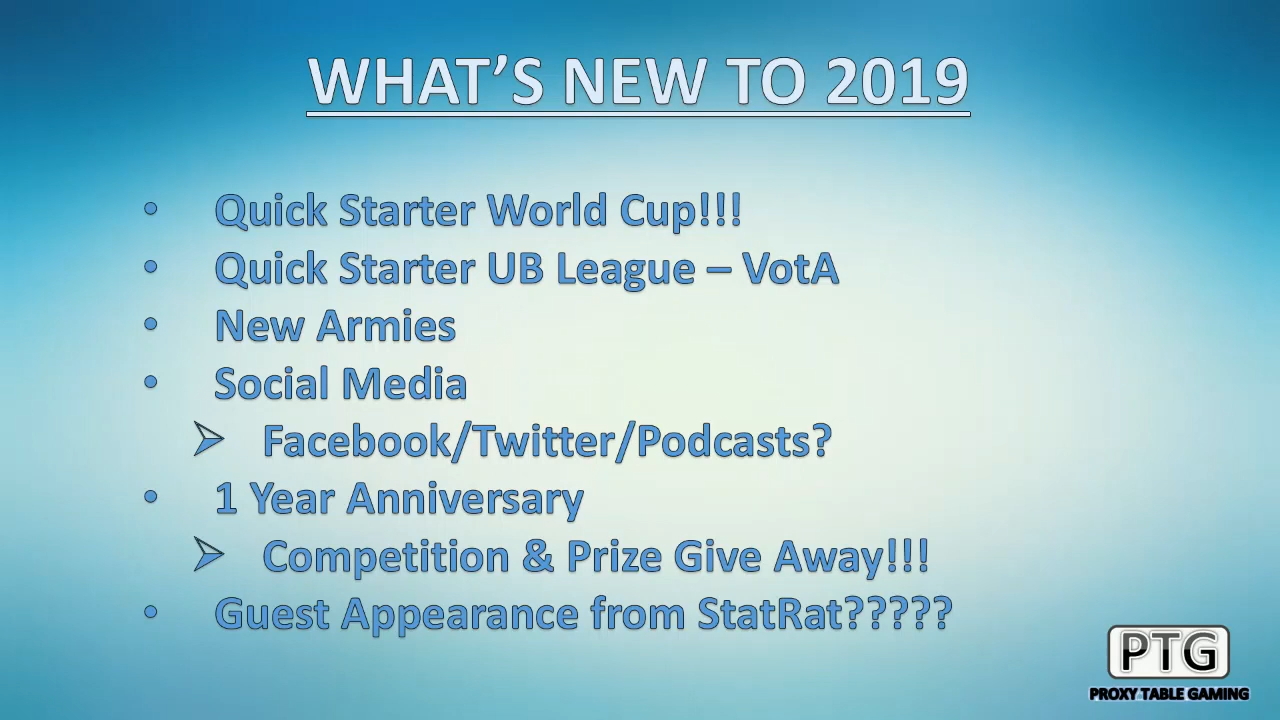 WHAT’S NEW TO 2019
• Quick Starter World Cup!!!
• Quick Starter UB League – VotA
• New Armies
• Social Media
➢ Facebook/Twitter/Podcasts?
• 1 Year Anniversary
➢ Competition & Prize Give Away!!!
• Guest Appearance from StatRat?????
PTG
PROXY TABLE GAMING